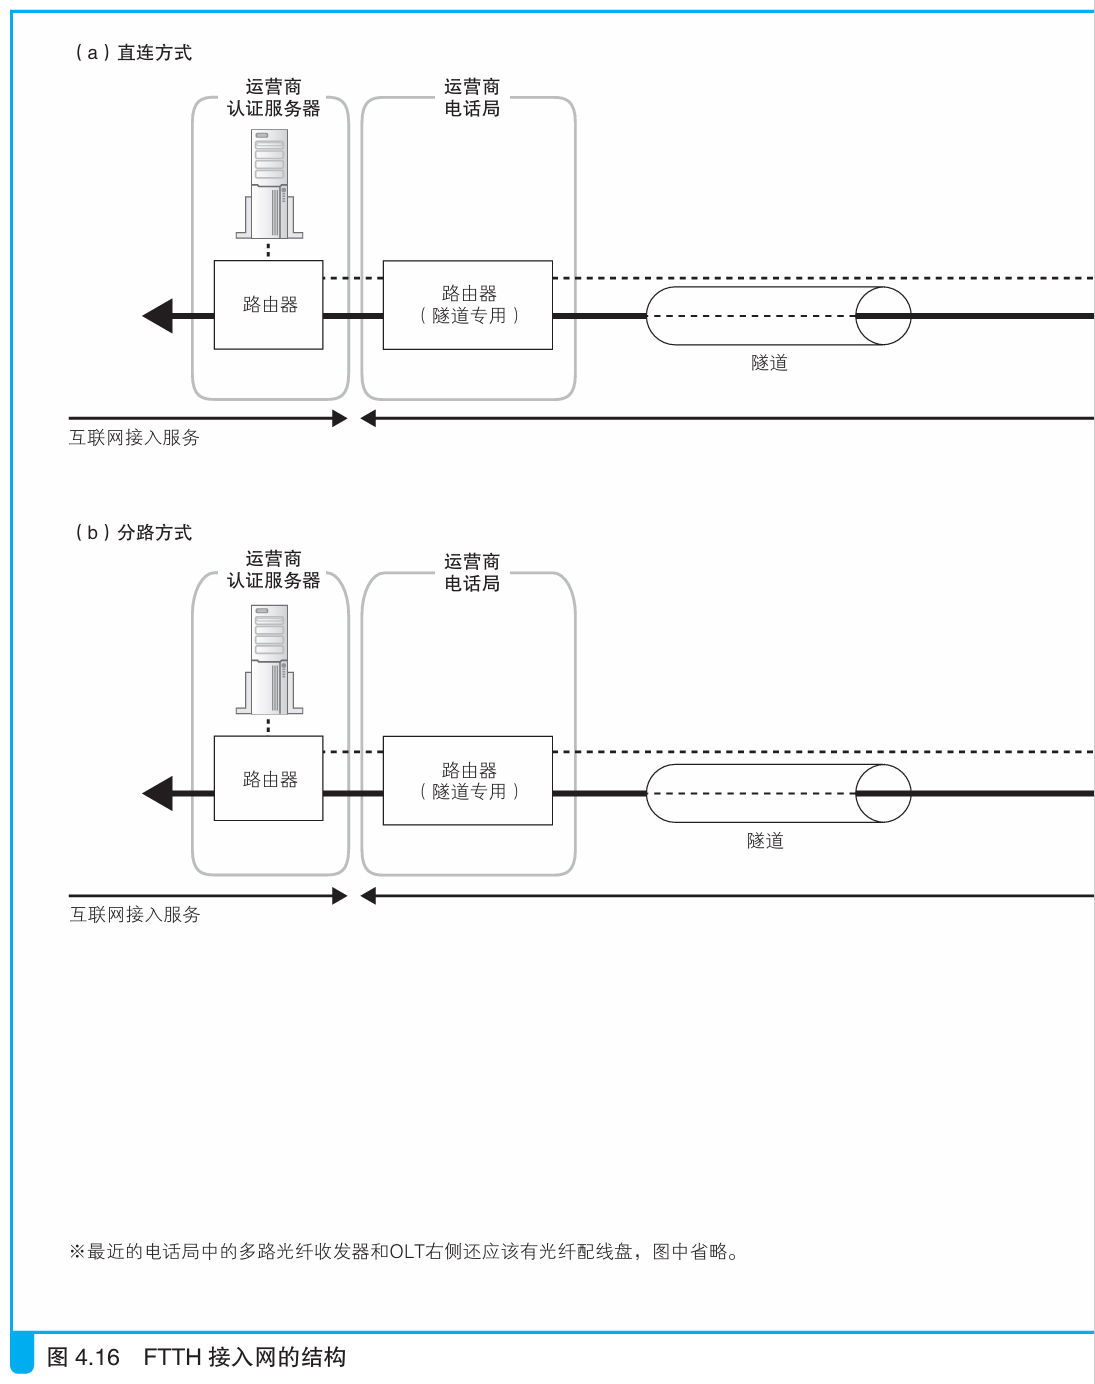 （a）直连方式
运营商
认证服务器
运营商
电话局
路由器
路由器
（隧道专用）
隧道
互联网接入服务
（b）分路方式
运营商
认证服务器
运营商
电话局
路由器
路由器
（隧道专用）
隧道
互联网接入服务
※最近的电话局中的多路光纤收发器和OLT右侧还应该有光纤配线盘，图中省略。
图 4.16　FTTH 接入网的结构